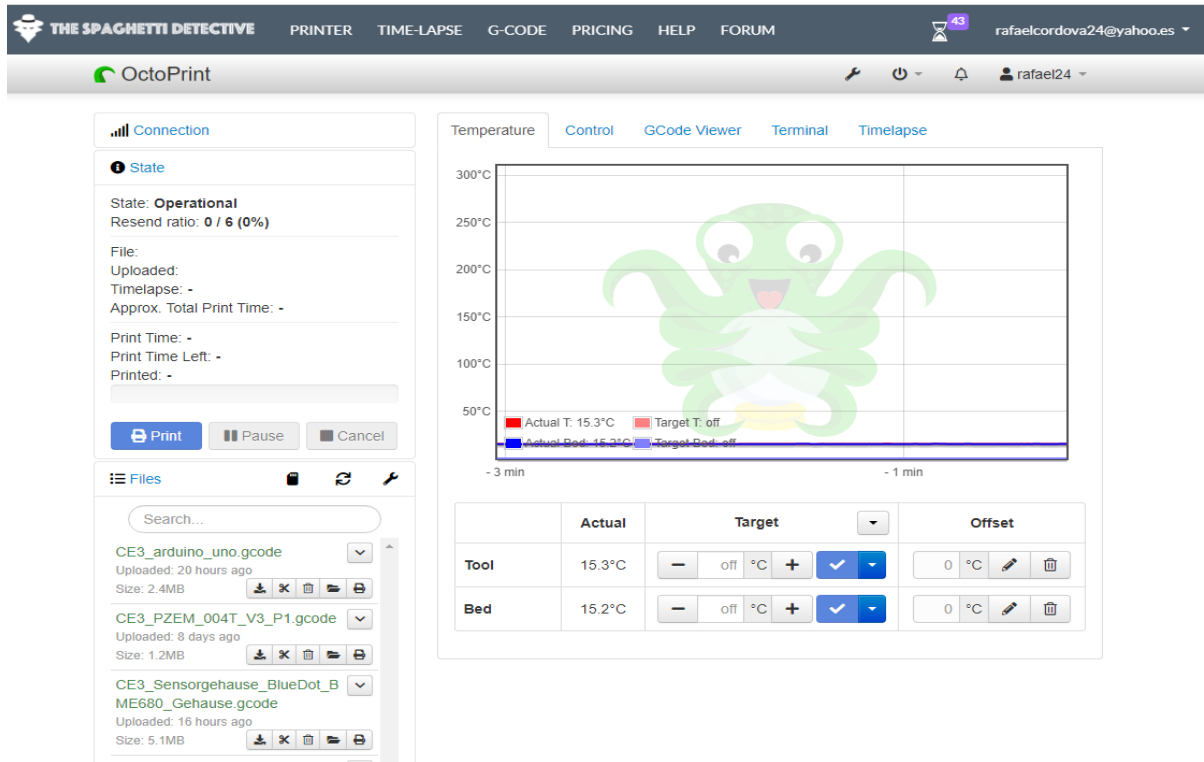 THE SPAGHETTI DETECTIVE PRINTER TIME-LAPSE G-CODE PRICING HELP FORUM 43 rafaelcordova24@yahoo.es
OctoPrint rafael24
Connection
State
State: Operational
Resend ratio: 0 / 6 (0%)
File:
Uploaded:
Timelapse: -
Approx. Total Print Time: -
Print Time: -
Print Time Left: -
Printed: -
Print Pause Cancel
Files
Search...
CE3_arduino_uno.gcode
Uploaded: 20 hours ago
Size: 2.4MB
CE3_PZEM_004T_V3_P1.gcode
Uploaded: 8 days ago
Size: 1.2MB
CE3_Sensorgehause_BlueDot_B
ME680_Gehause.gcode
Uploaded: 16 hours ago
Size: 5.1MB
Temperature Control GCode Viewer Terminal Timelapse
300°C
250°C
200°C
150°C
100°C
50°C
Actual T: 15.3°C Target T: off
Actual Bed: 15.2°C Target Bed: off
- 3 min - 1 min
Actual Target Offset
Tool 15.3°C off °C 0 °C
Bed 15.2°C off °C 0 °C